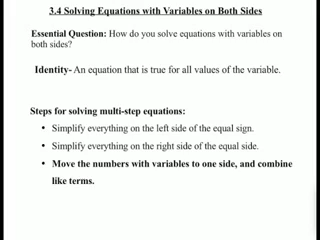 3.4 Solving Equations with Variables on Both Sides
Essential Question: How do you solve equations with variables on
both sides?
Identity- An equation that is true for all values of the variable.
Steps for solving multi-step equations:
• Simplify everything on the left side of the equal sign.
• Simplify everything on the right side of the equal side.
• Move the numbers with variables to one side, and combine
like terms.